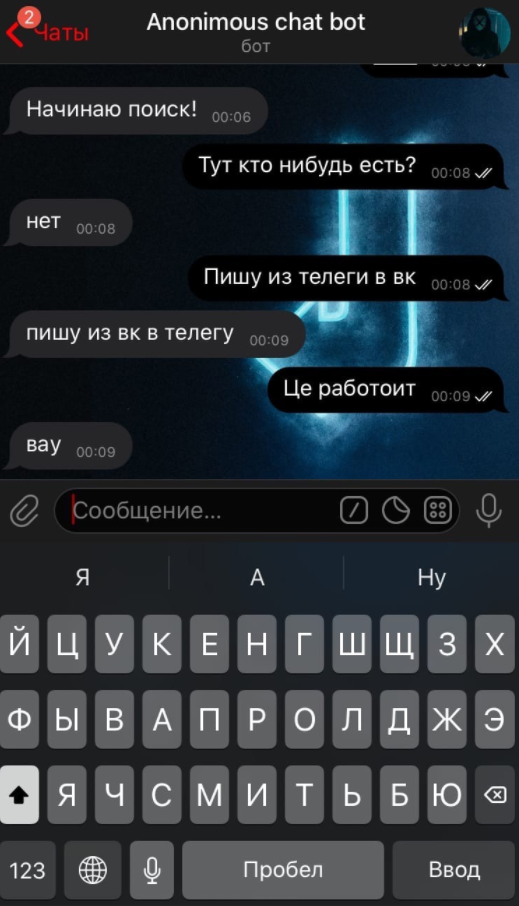 2
Чаты
Anonimous chat bot
бот
Начинаю поиск! 00:06
Тут кто нибудь есть? 00:08
нет 00:08
Пишу из телеги в вк 00:08
пишу из вк в телегу 00:09
Це работоит 00:09
вау 00:09
Сообщение...
Я А Ну
Й Ц У К Е Н Г Ш Щ З Х
Ф Ы В А П Р О Л Д Ж Э
Я Ч С М И Т Ь Б Ю
123 Пробел Ввод